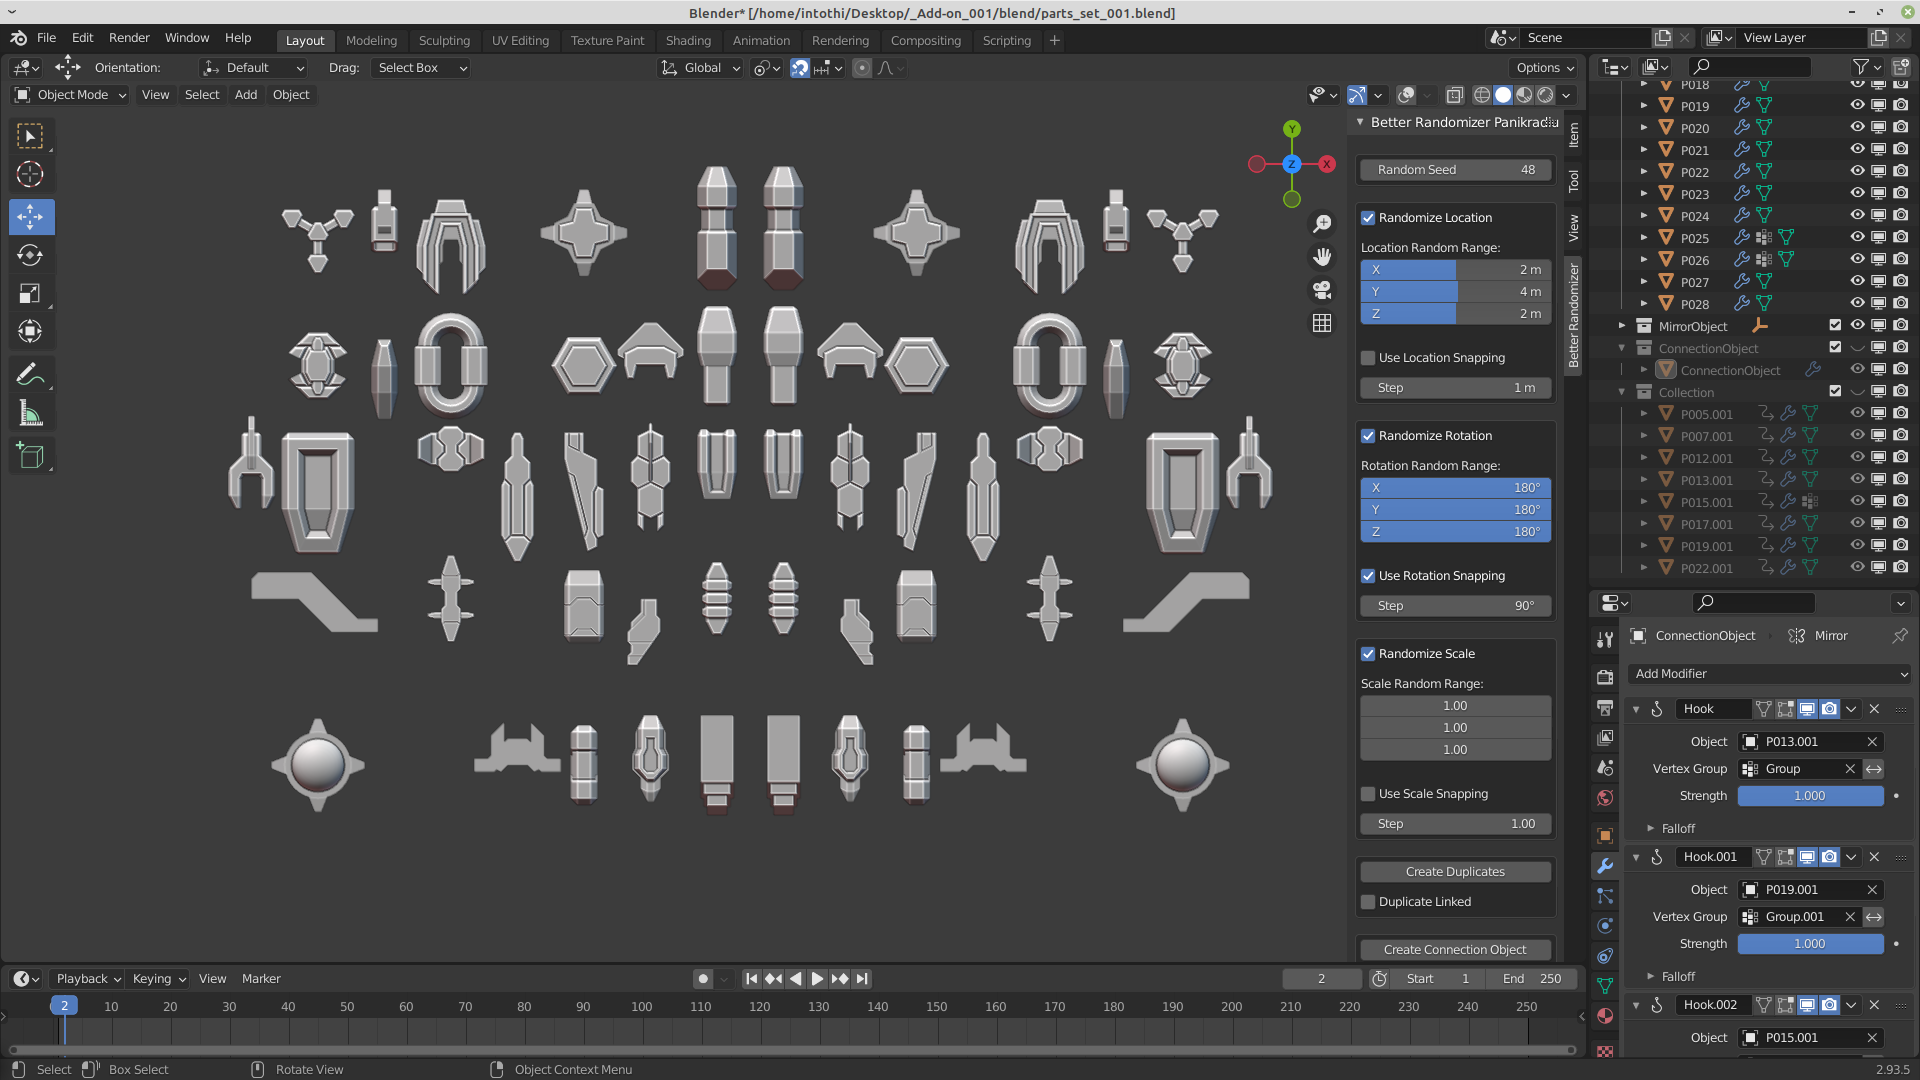 Blender* [/home/intothi/Desktop/_Add-on_001/blend/parts_set_001.blend]
File Edit Render Window Help Layout Modeling Sculpting UV Editing Texture Paint Shading Animation Rendering Compositing Scripting + Scene View Layer
Orientation: Default Drag: Select Box Global Options
Object Mode View Select Add Object
Y
Z X
Better Randomizer Panikradiu
Random Seed 48
Randomize Location
Location Random Range:
X 2 m
Y 4 m
Z 2 m
Use Location Snapping
Step 1 m
Randomize Rotation
Rotation Random Range:
X 180°
Y 180°
Z 180°
Use Rotation Snapping
Step 90°
Randomize Scale
Scale Random Range:
1.00
1.00
1.00
Use Scale Snapping
Step 1.00
Create Duplicates
Duplicate Linked
Create Connection Object
Item
Tool
View
Better Randomizer
P018
P019
P020
P021
P022
P023
P024
P025
P026
P027
P028
MirrorObject
ConnectionObject
ConnectionObject
Collection
P005.001
P007.001
P012.001
P013.001
P015.001
P017.001
P019.001
P022.001
ConnectionObject Mirror
Add Modifier
Hook
Object P013.001
Vertex Group Group
Strength 1.000
Falloff
Hook.001
Object P019.001
Vertex Group Group.001
Strength 1.000
Falloff
Hook.002
Object P015.001
Playback Keying View Marker 2 Start 1 End 250
2 10 20 30 40 50 60 70 80 90 100 110 120 130 140 150 160 170 180 190 200 210 220 230 240 250
Select Box Select Rotate View Object Context Menu 2.93.5